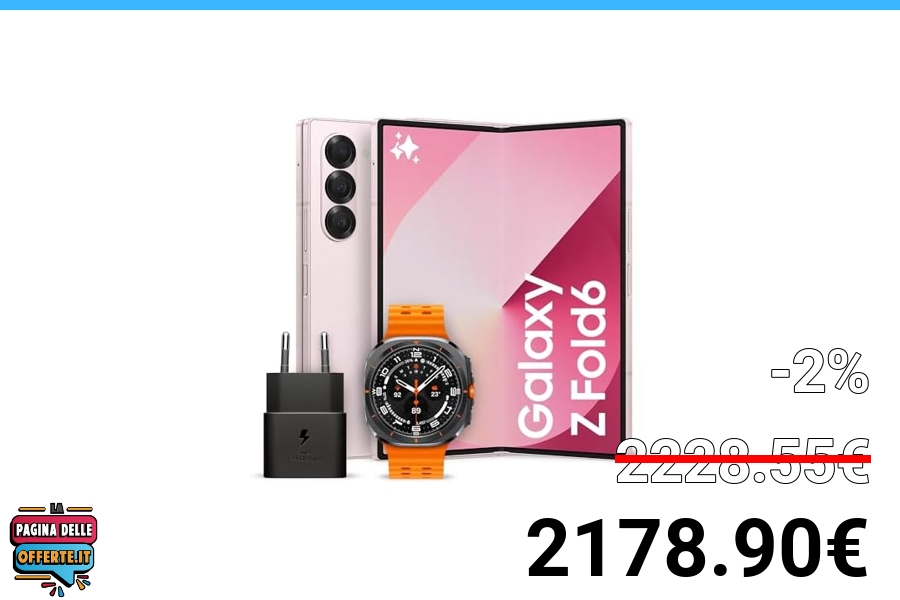 Galaxy
Z Fold6
-2%
2228.55€
2178.90€
LA
PAGINA DELLE
OFFERTE.IT